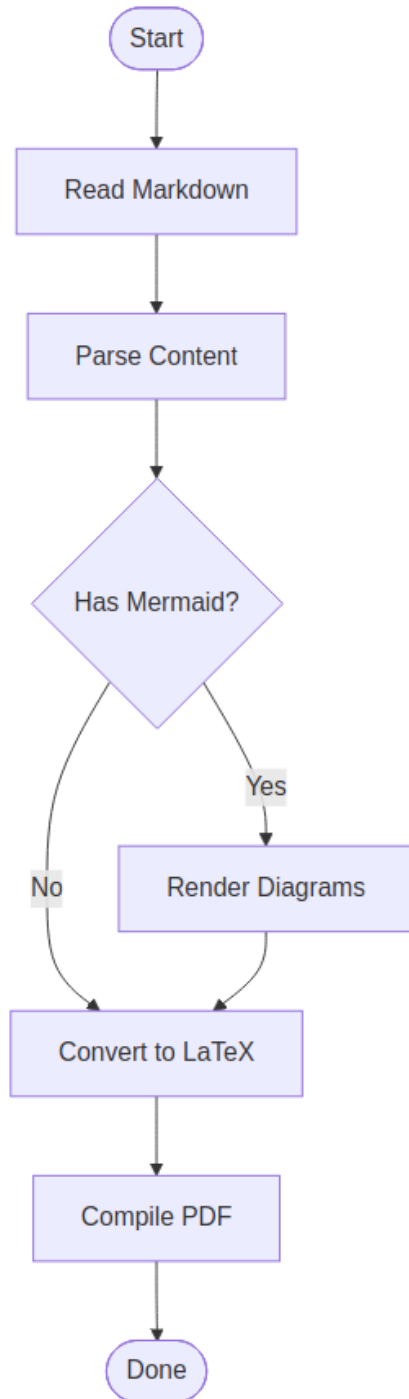 Start
Read Markdown
Parse Content
Has Mermaid?
Yes
No
Render Diagrams
Convert to LaTeX
Compile PDF
Done